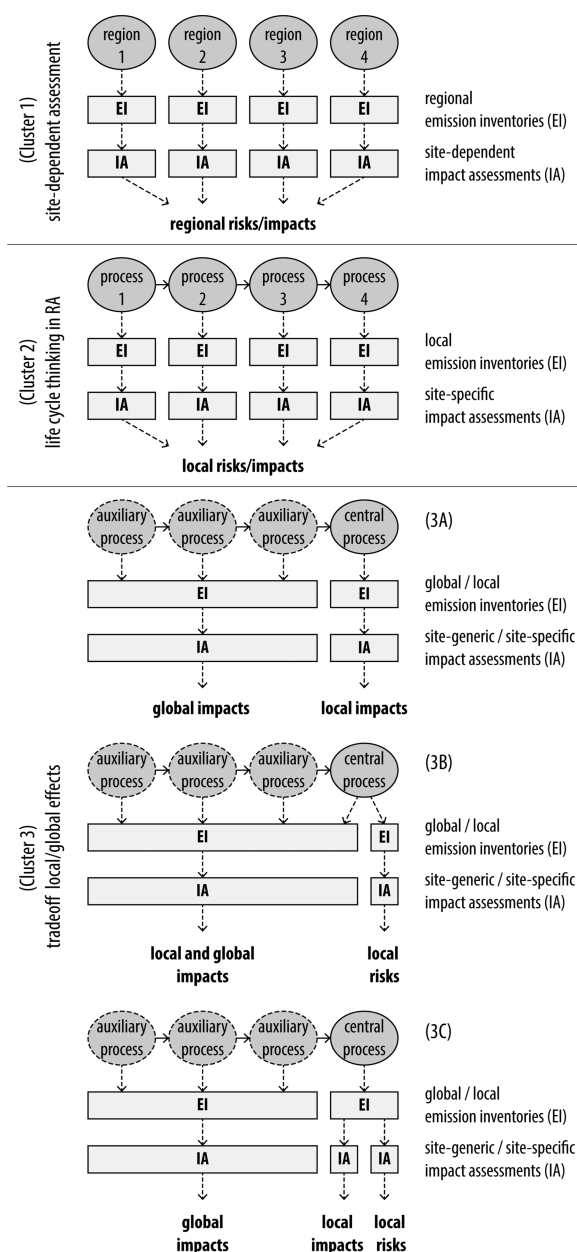 (Cluster 1)
site-dependent assessment
region
1
region
2
region
3
region
4
EI
EI
EI
EI
regional
emission inventories (EI)
IA
IA
IA
IA
site-dependent
impact assessments (IA)
regional risks/impacts
(Cluster 2)
life cycle thinking in RA
process
1
process
2
process
3
process
4
EI
EI
EI
EI
local
emission inventories (EI)
IA
IA
IA
IA
site-specific
impact assessments (IA)
local risks/impacts
(Cluster 3)
tradeoff local/global effects
auxiliary
process
auxiliary
process
auxiliary
process
central
process
(3A)
EI
EI
global / local
emission inventories (EI)
IA
IA
site-generic / site-specific
impact assessments (IA)
global impacts
local impacts
auxiliary
process
auxiliary
process
auxiliary
process
central
process
(3B)
EI
EI
global / local
emission inventories (EI)
IA
IA
site-generic / site-specific
impact assessments (IA)
local and global
impacts
local
risks
auxiliary
process
auxiliary
process
auxiliary
process
central
process
(3C)
EI
EI
global / local
emission inventories (EI)
IA
IA
IA
site-generic / site-specific
impact assessments (IA)
global
impacts
local
impacts
local
risks